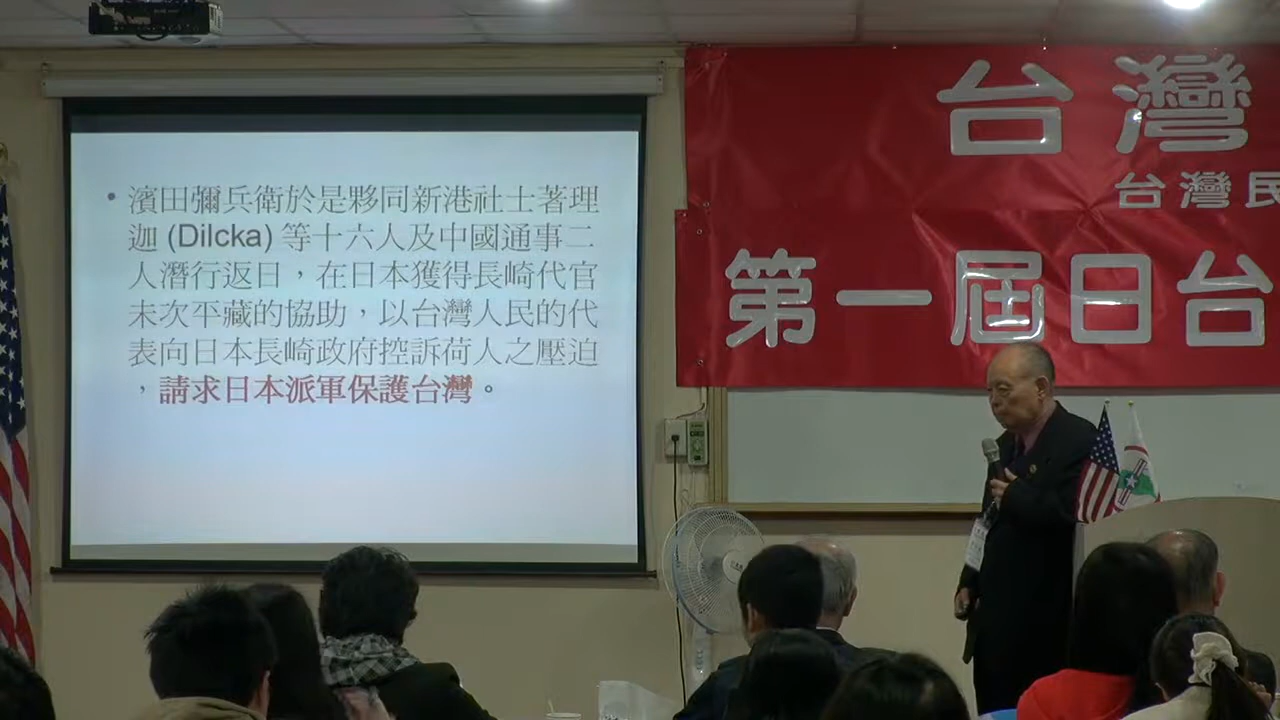 • 濱田彌兵衛於是夥同新港社士著理
迦 (Dilcka) 等十六人及中國通事二
人潛行返日，在日本獲得長崎代官
末次平藏的協助，以台灣人民的代
表向日本長崎政府控訴荷人之壓迫
，請求日本派軍保護台灣。
台灣
台灣民
第一屆日台